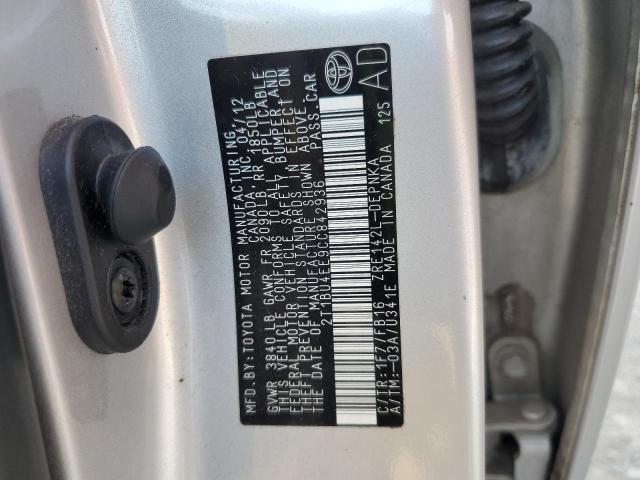 MFD.BY:TOYOTA MOTOR MANUFACTURING,
CANADA, INC. 04/12
GVWR 3840LB GAWR FR 2090LB RR 1850LB
THIS VEHICLE CONFORMS TO ALL APPLICABLE
FEDERAL MOTOR VEHICLE SAFETY, BUMPER AND
THEFT PREVENTION STANDARDS IN EFFECT ON
THE DATE OF MANUFACTURE SHOWN ABOVE.
2T1BU4EE9CC842936 PASS.CAR
C/TR:1F7/FB16 ZRE142L-DEPNKA
A/TM:-03A/U341E MADE IN CANADA 125
AD